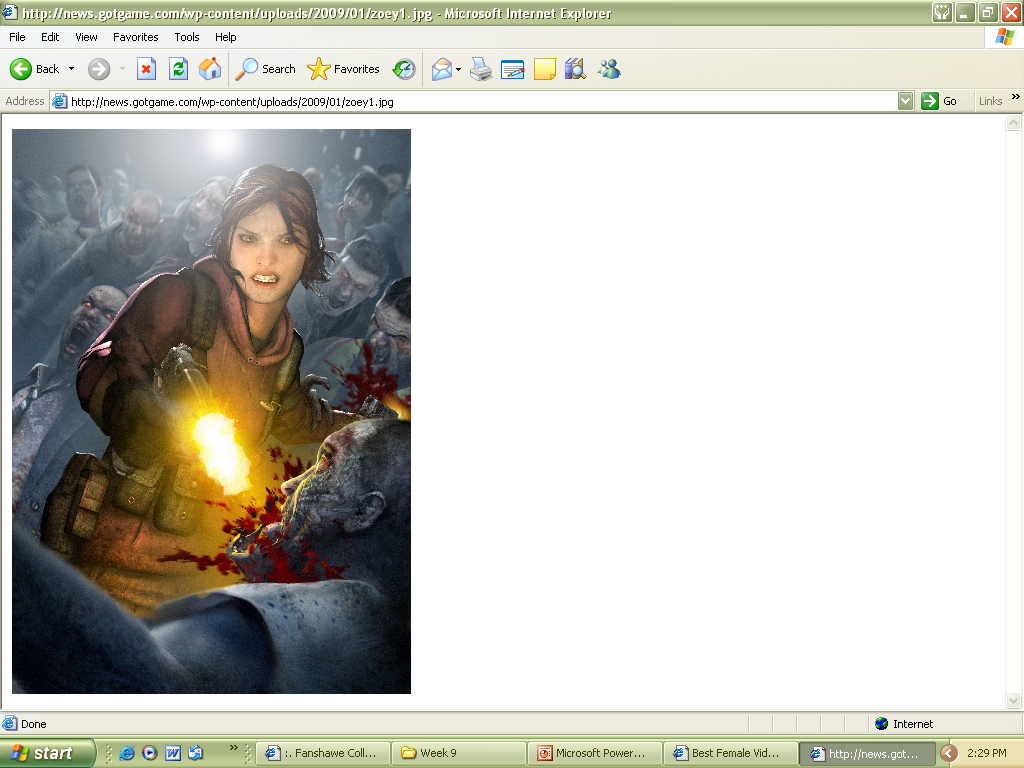 http://news.gotgame.com/wp-content/uploads/2009/01/zoey1.jpg - Microsoft Internet Explorer
File Edit View Favorites Tools Help
Back Search Favorites
Address http://news.gotgame.com/wp-content/uploads/2009/01/zoey1.jpg Go Links »
Done Internet
start » :. Fanshawe Coll... Week 9 Microsoft Power... Best Female Vid... http://news.got... 2:29 PM